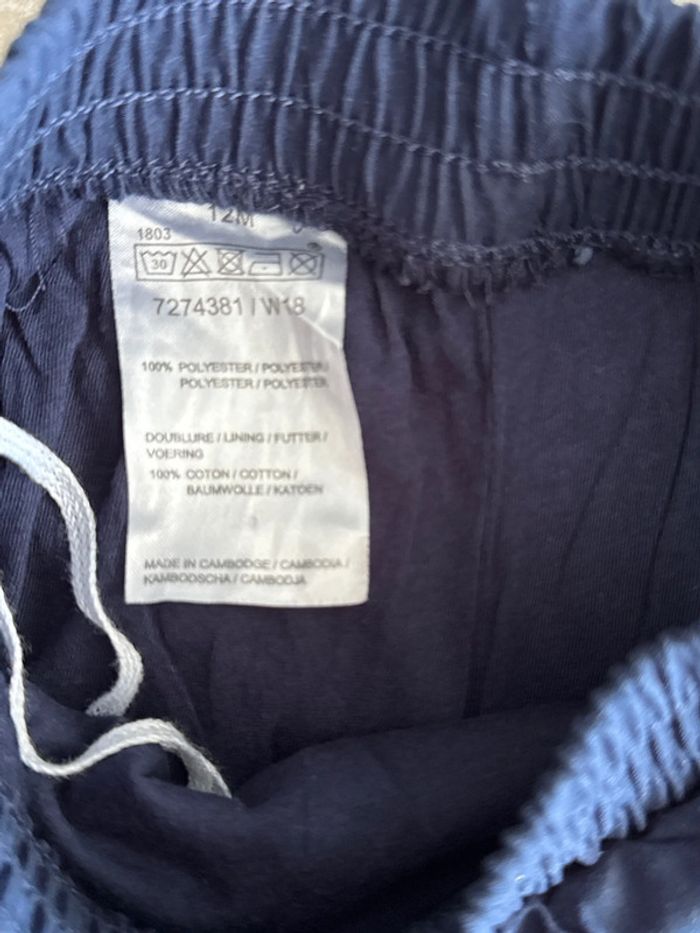 12M
1803
30
7274381 / W18
100% POLYESTER / POLYESTER/
POLYESTER / POLYESTER
DOUBLURE / LINING / FUTTER /
VOERING
100% COTON / COTTON /
BAUMWOLLE / KATOEN
MADE IN CAMBODGE / CAMBODIA /
KAMBODSCHA / CAMBODJA